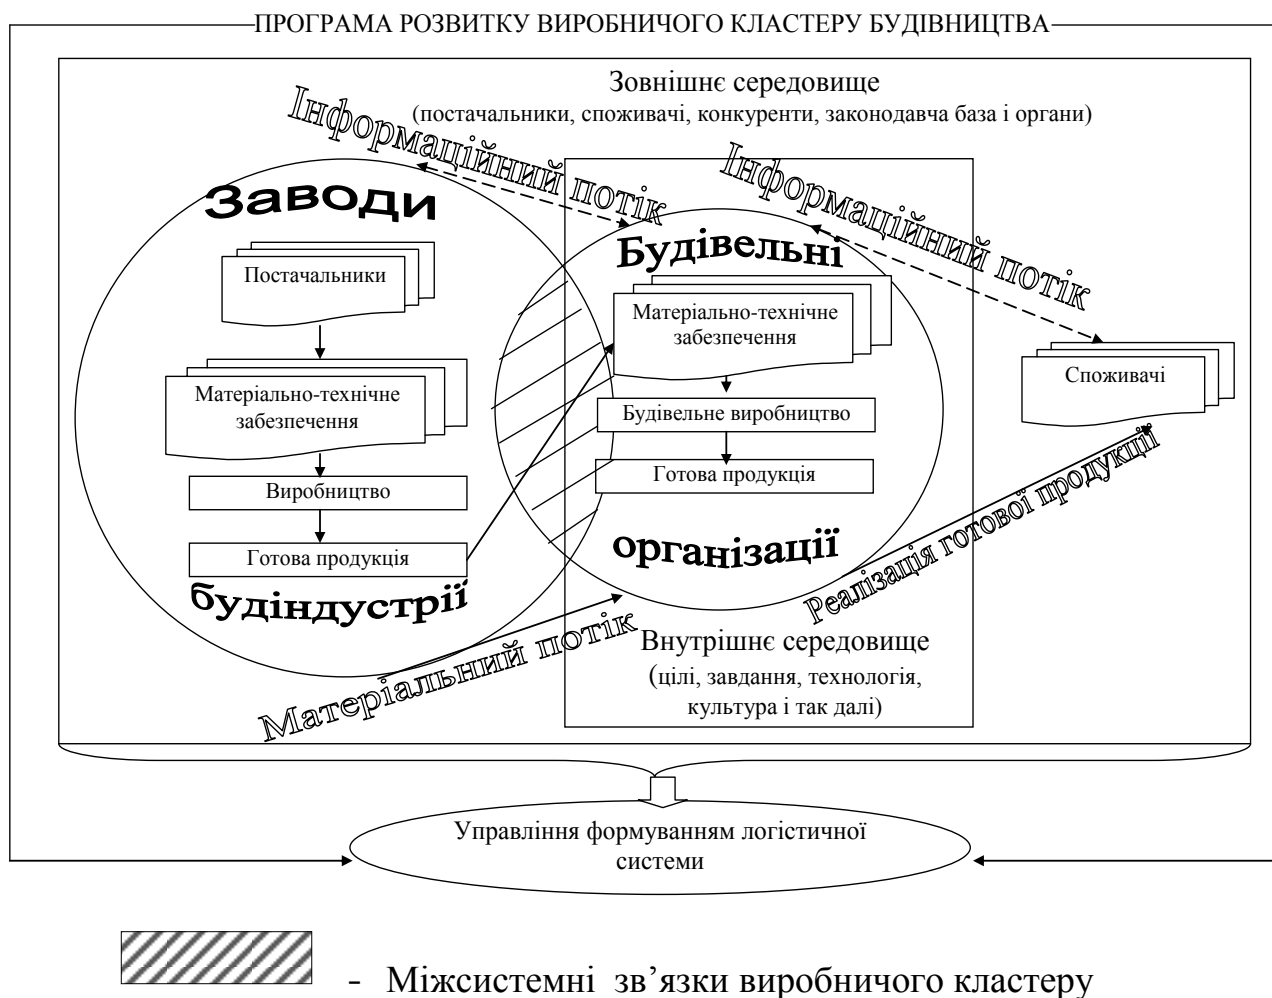 ПРОГРАМА РОЗВИТКУ ВИРОБНИЧОГО КЛАСТЕРУ БУДІВНИЦТВА
Зовнішнє середовище
(постачальники, споживачі, конкуренти, законодавча база і органи)
Інформаційний потік
Інформаційний потік
Заводи
Постачальники
Матеріально-технічне
забезпечення
Виробництво
Готова продукція
будіндустрії
Будівельні
Матеріально-технічне
забезпечення
Будівельне виробництво
Готова продукція
організації
Споживачі
Реалізація готової продукції
Матеріальний потік
Внутрішнє середовище
(цілі, завдання, технологія,
культура і так далі)
Управління формуванням логістичної
системи
- Міжсистемні зв’язки виробничого кластеру